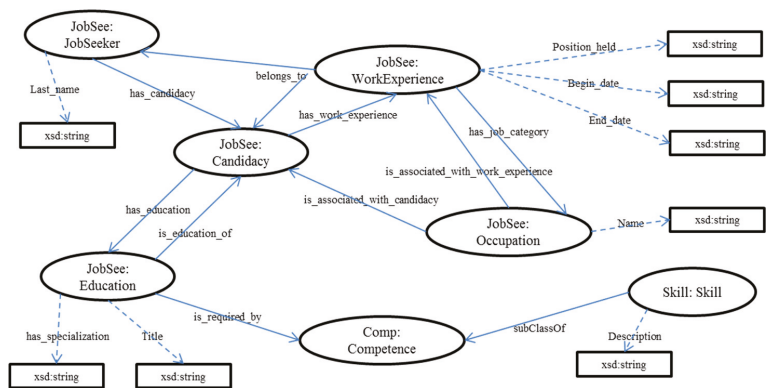 JobSee:
JobSeeker
JobSee:
WorkExperience
Position_held
xsd:string
belongs_to
Last_name
has_candidacy
Begin_date
xsd:string
has_work_experience
End_date
xsd:string
xsd:string
has_job_category
JobSee:
Candidacy
is_associated_with_work_experience
is_associated_with_candidacy
has_education
is_education_of
JobSee:
Occupation
Name
xsd:string
JobSee:
Education
Skill: Skill
is_required_by
Comp:
Competence
subClassOf
has_specialization
Title
Description
xsd:string
xsd:string
xsd:string